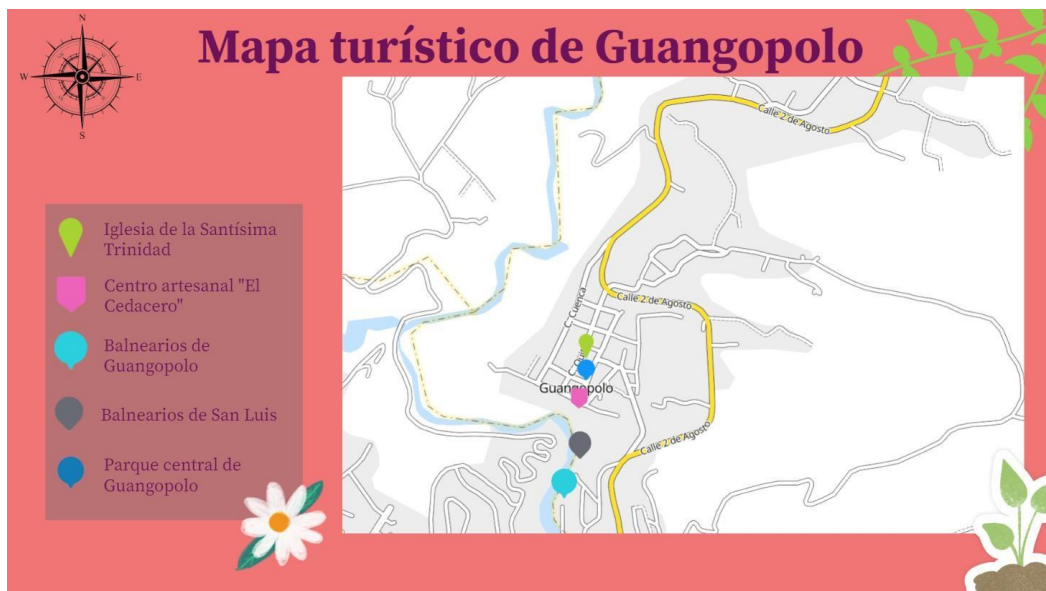 Mapa turístico de Guangopolo
N
W
E
S
Iglesia de la Santísima
Trinidad
Centro artesanal "El
Cedacero"
Balnearios de
Guangopolo
Balnearios de San Luis
Parque central de
Guangopolo
Calle 2 de Agosto
C. Cuenca
Calle 2 de Agosto
Guangopolo
Calle 2 de Agosto